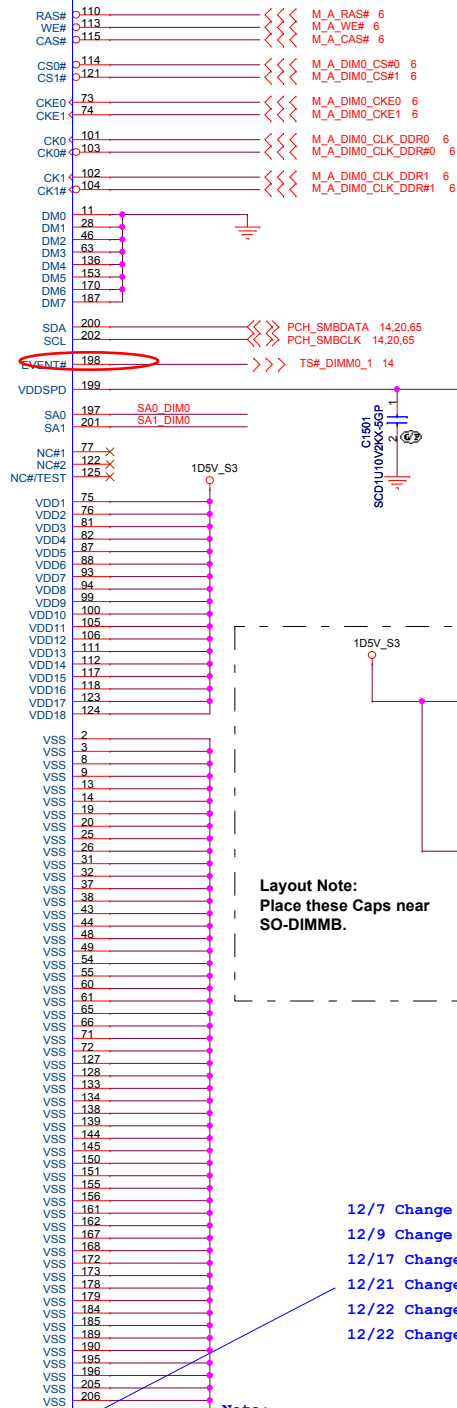 RAS# 110 M_A_RAS# 6
WE# 113 M_A_WE# 6
CAS# 115 M_A_CAS# 6
CS0# 114 M_A_DIM0_CS#0 6
CS1# 121 M_A_DIM0_CS#1 6
CKE0 73 M_A_DIM0_CKE0 6
CKE1 74 M_A_DIM0_CKE1 6
CK0 101 M_A_DIM0_CLK_DDR0 6
CK0# 103 M_A_DIM0_CLK_DDR#0 6
CK1 102 M_A_DIM0_CLK_DDR1 6
CK1# 104 M_A_DIM0_CLK_DDR#1 6
DM0 11
DM1 28
DM2 46
DM3 63
DM4 136
DM5 153
DM6 170
DM7 187
SDA 200 PCH_SMBDATA 14,20,65
SCL 202 PCH_SMBCLK 14,20,65
EVENT# 198 TS#_DIMM0_1 14
VDDSPD 199
SA0 197 SA0_DIM0
SA1 201 SA1_DIM0
1
C1501
SCD1U10V2KX-5GP
2
NC#1 77
NC#2 122
NC#/TEST 125
1D5V_S3
VDD1 75
VDD2 76
VDD3 81
VDD4 82
VDD5 87
VDD6 88
VDD7 93
VDD8 94
VDD9 99
VDD10 100
VDD11 105
VDD12 106
VDD13 111
VDD14 112
VDD15 117
VDD16 118
VDD17 123
VDD18 124
1D5V_S3
VSS 2
VSS 3
VSS 8
VSS 9
VSS 13
VSS 14
VSS 19
VSS 20
VSS 25
VSS 26
VSS 31
VSS 32
VSS 37
VSS 38
VSS 43
VSS 44
VSS 48
VSS 49
VSS 54
VSS 55
VSS 60
VSS 61
VSS 65
VSS 66
VSS 71
VSS 72
VSS 127
VSS 128
VSS 133
VSS 134
VSS 138
VSS 139
VSS 144
VSS 145
VSS 150
VSS 151
VSS 155
VSS 156
VSS 161
VSS 162
VSS 167
VSS 168
VSS 172
VSS 173
VSS 178
VSS 179
VSS 184
VSS 185
VSS 189
VSS 190
VSS 195
VSS 196
VSS 205
VSS 206
Layout Note:
Place these Caps near
SO-DIMMB.
12/7 Change
12/9 Change
12/17 Change
12/21 Change
12/22 Change
12/22 Change
Note: